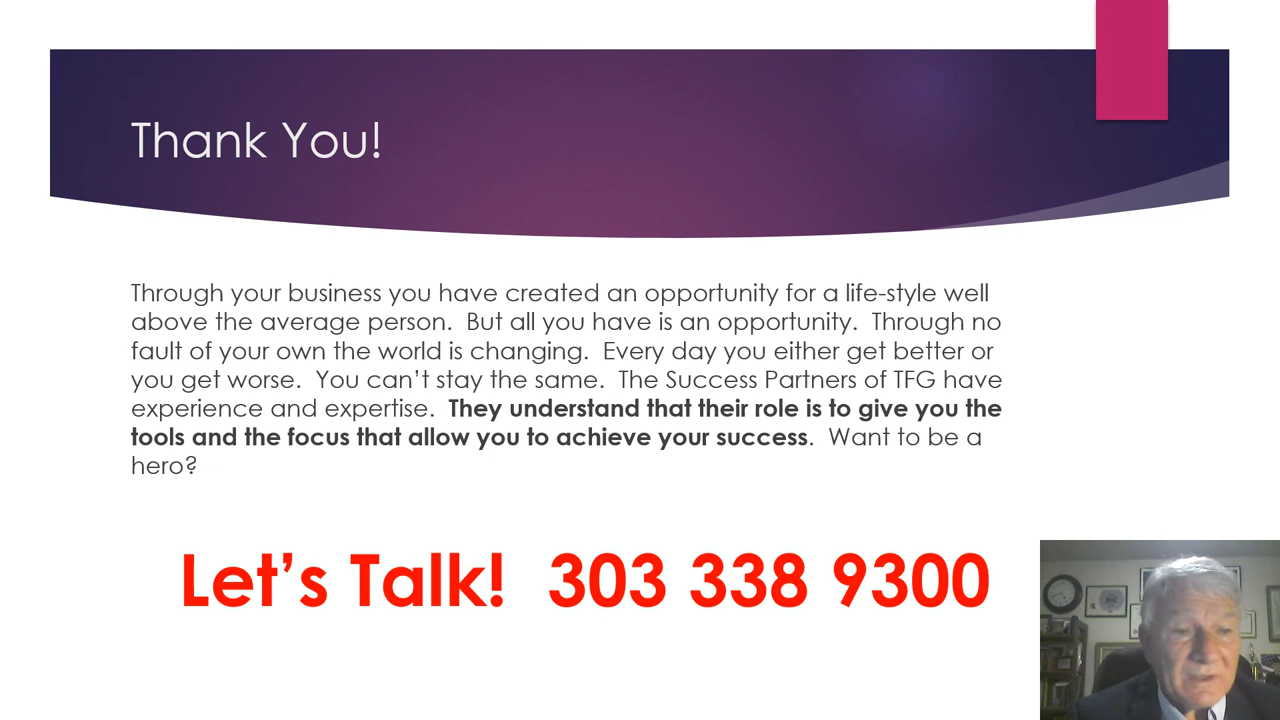 Thank You!
Through your business you have created an opportunity for a life-style well
above the average person.  But all you have is an opportunity.  Through no
fault of your own the world is changing.  Every day you either get better or
you get worse.  You can’t stay the same.  The Success Partners of TFG have
experience and expertise.  They understand that their role is to give you the
tools and the focus that allow you to achieve your success.  Want to be a
hero?
Let’s Talk!  303 338 9300